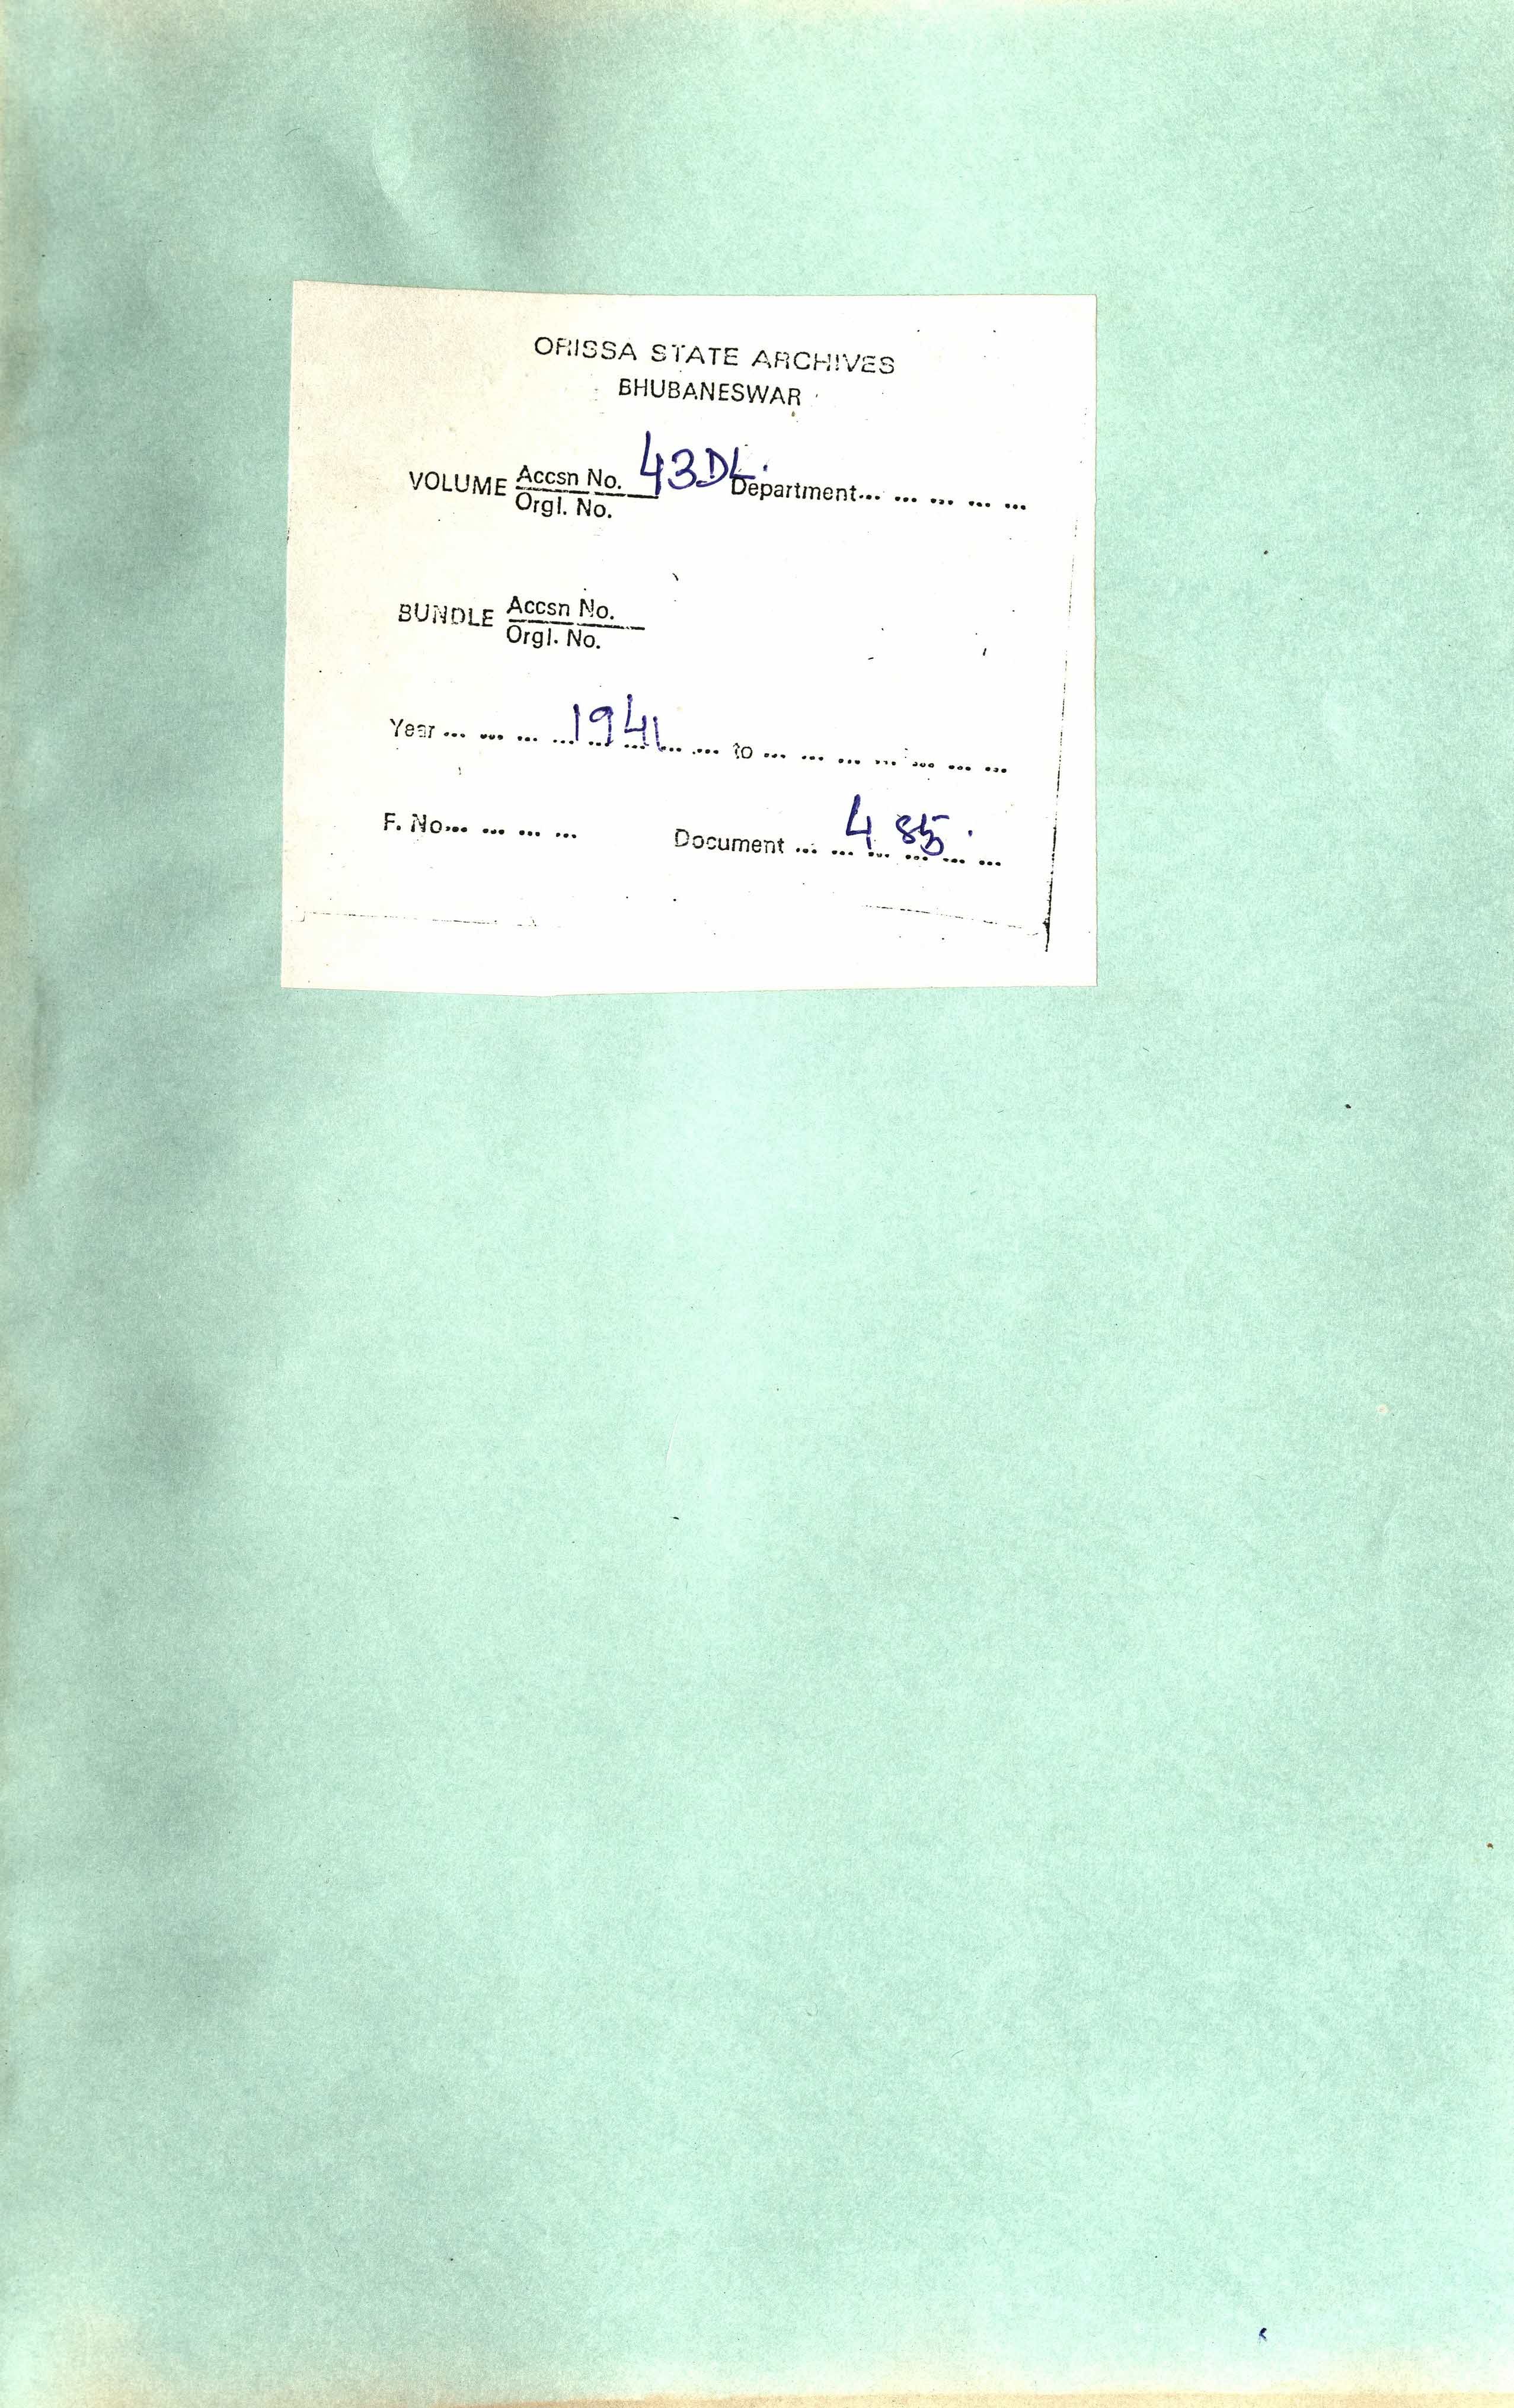 ORISSA STATE ARCHIVES
BHUBANESWAR
VOLUME Accsn No. 43DL. Department... ... ... ... ...
Orgl. No.
BUNDLE Accsn No.
Orgl. No.
Year ... ... ... ... 1941 ... ... to ... ... ... ... ... ... ...
F. No... ... ... ... Document ... ... 485. ... ...